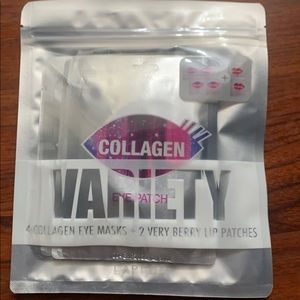 COLLAGEN
VARIETY
EYE PATCH
4 COLLAGEN EYE MASKS + 2 VERY BERRY LIP PATCHES